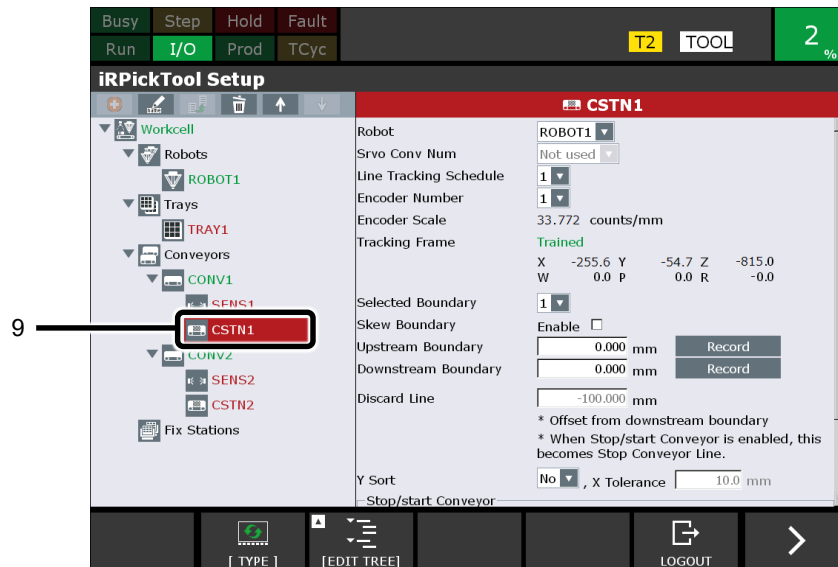 Busy Step Hold Fault
Run I/O Prod TCyc
T2 TOOL
2 %
iRPickTool Setup
CSTN1
Workcell
Robots
ROBOT1
Trays
TRAY1
Conveyors
CONV1
SENS1
CSTN1
CONV2
SENS2
CSTN2
Fix Stations
9
Robot ROBOT1
Srvo Conv Num Not used
Line Tracking Schedule 1
Encoder Number 1
Encoder Scale 33.772 counts/mm
Tracking Frame Trained
X -255.6 Y -54.7 Z -815.0
W 0.0 P 0.0 R -0.0
Selected Boundary 1
Skew Boundary Enable
Upstream Boundary 0.000 mm Record
Downstream Boundary 0.000 mm Record
Discard Line -100.000 mm
* Offset from downstream boundary
* When Stop/start Conveyor is enabled, this
becomes Stop Conveyor Line.
Y Sort No , X Tolerance 10.0 mm
Stop/start Conveyor
[ TYPE ] [EDIT TREE] LOGOUT